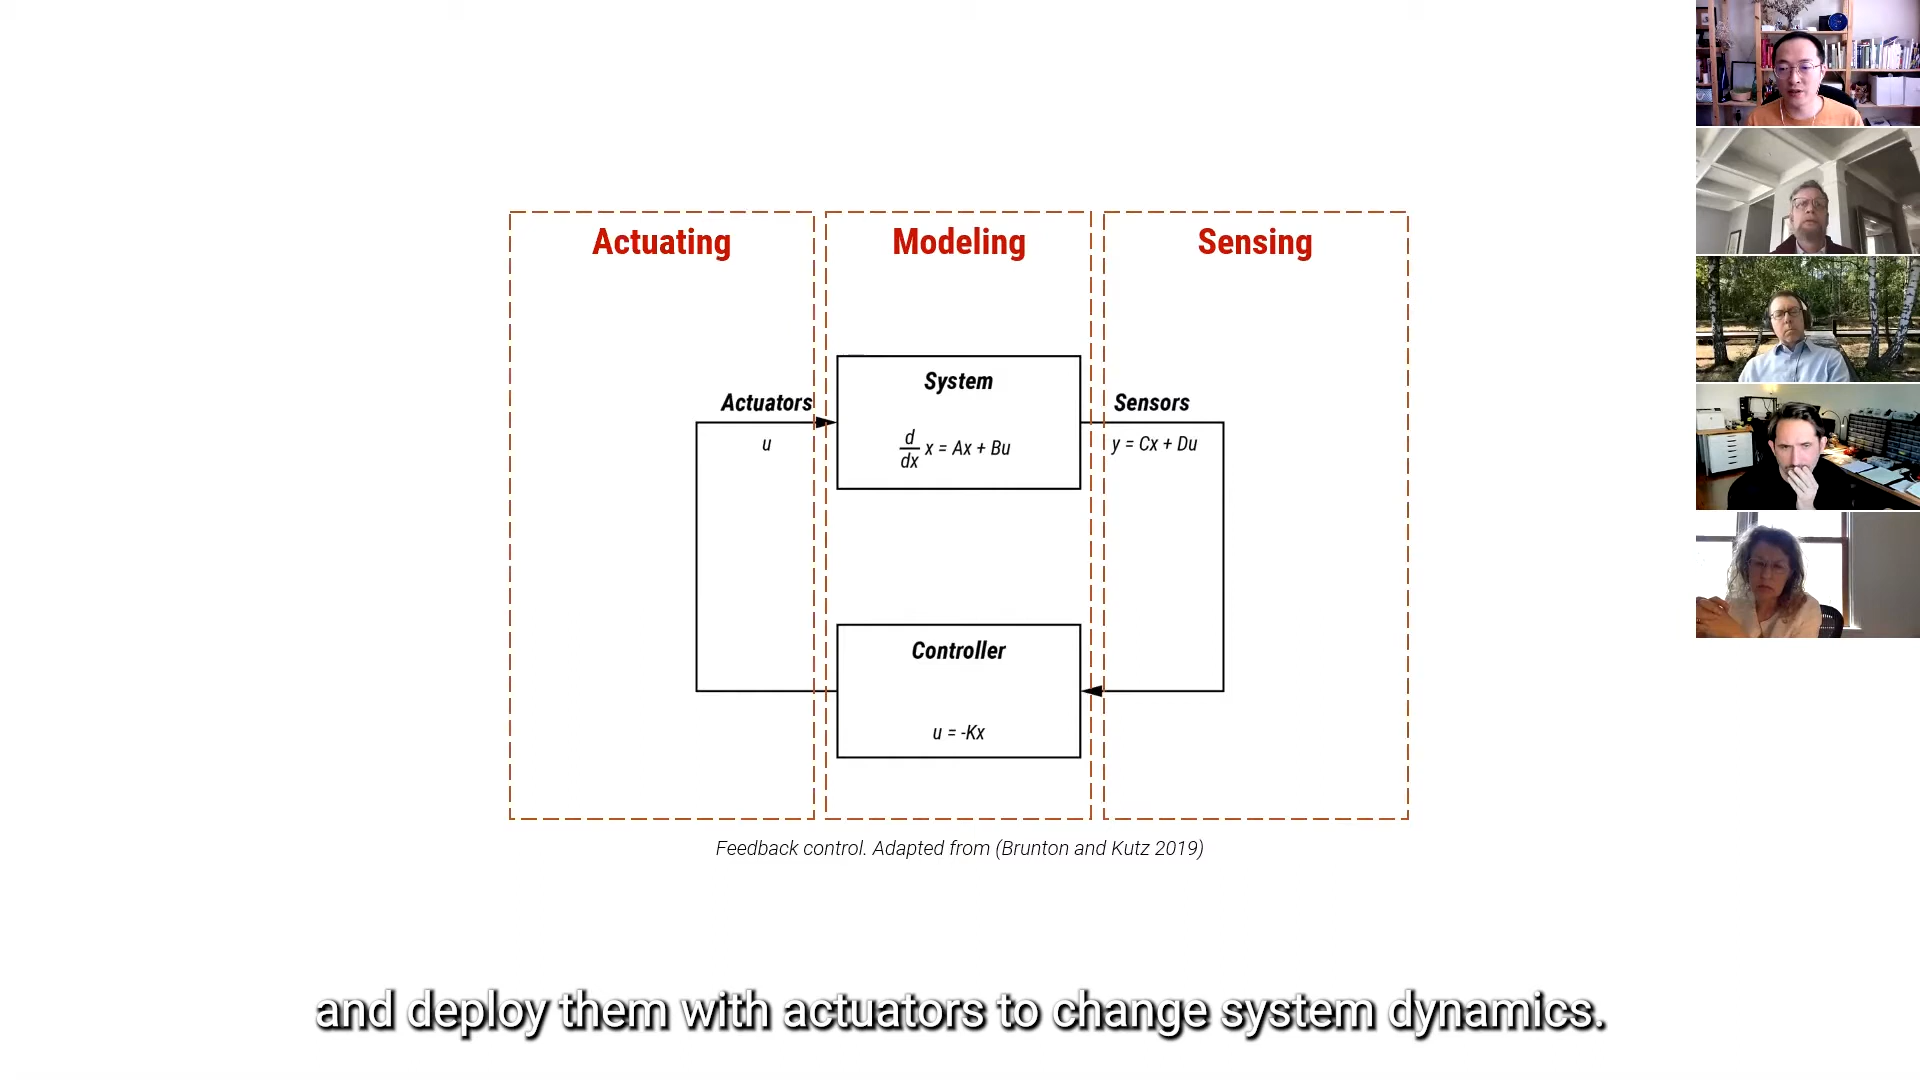 Actuating
Modeling
Sensing
System
Actuators
Sensors
d
dx
x = Ax + Bu
u
y = Cx + Du
Controller
u = -Kx
Feedback control. Adapted from (Brunton and Kutz 2019)
and deploy them with actuators to change system dynamics.